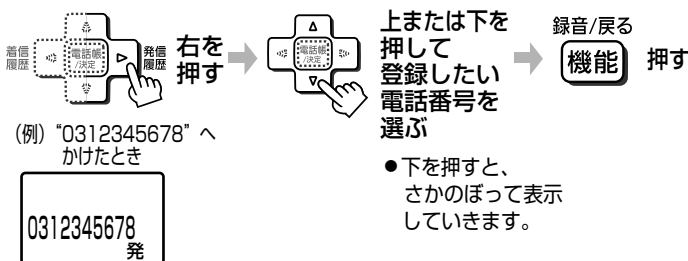 着信
履歴
電話帳
/決定
発信
履歴
右を
押す
(例)“0312345678”へ
かけたとき
0312345678
発
電話帳
/決定
上または下を
押して
登録したい
電話番号を
選ぶ
●下を押すと、
さかのぼって表示
していきます。
録音/戻る
機能
押す